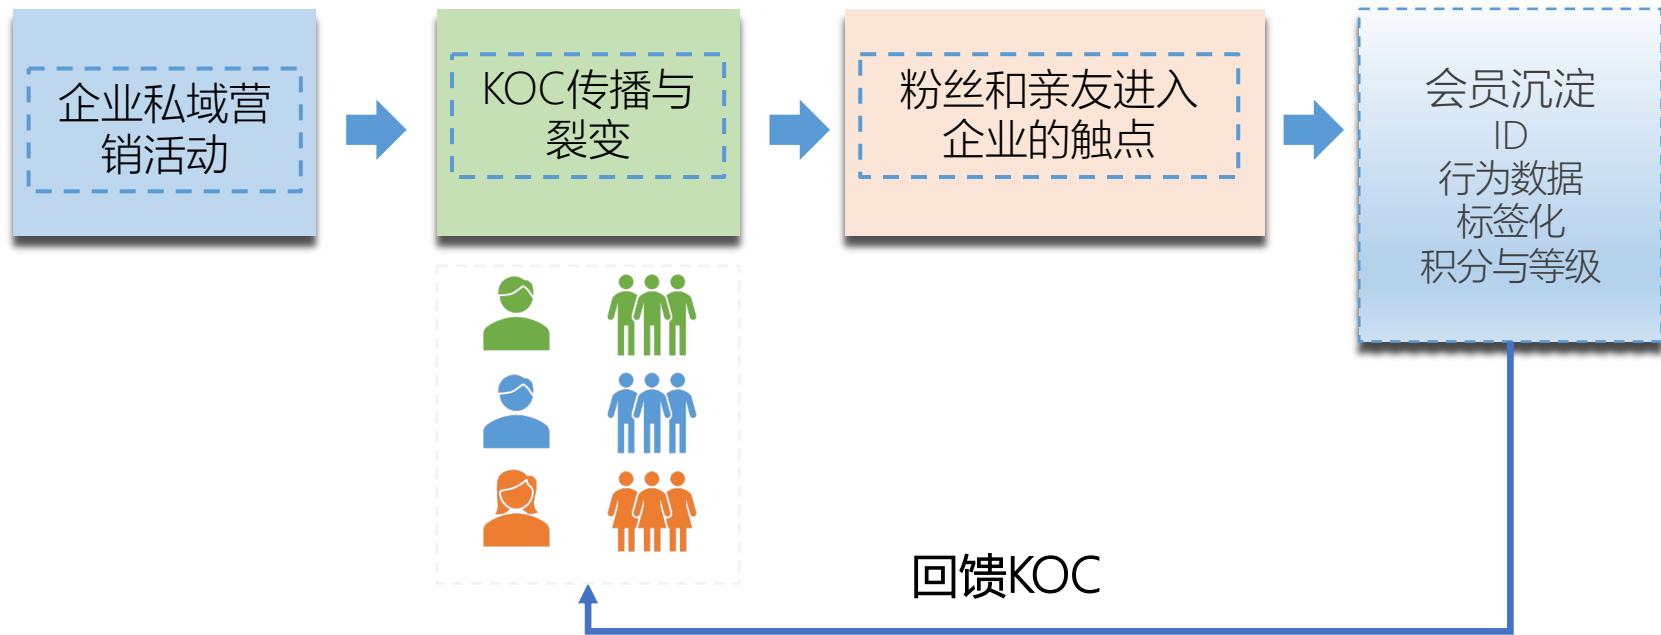 企业私域营
销活动
KOC传播与
裂变
粉丝和亲友进入
企业的触点
会员沉淀
ID
行为数据
标签化
积分与等级
回馈KOC